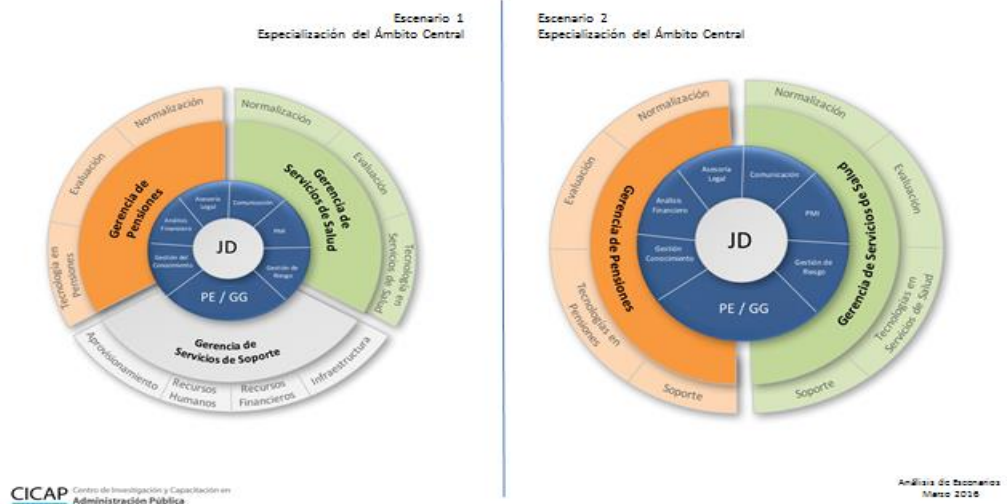 Escenario 1
Especialización del Ámbito Central
Normalización
Evaluación
Tecnología en
Pensiones
Gerencia de
Pensiones
Normalización
Evaluación
Tecnología en
Servicios de Salud
Gerencia de
Servicios de Salud
Asesoría
Legal
Comunicación
Análisis
Financiero
PMI
Gestión del
Conocimiento
Gestión de
Riesgo
JD
PE / GG
Gerencia de
Servicios de Soporte
Aprovisionamiento
Recursos
Humanos
Recursos
Financieros
Infraestructura
CICAP Centro de Investigación y Capacitación en
Administración Pública
Escenario 2
Especialización del Ámbito Central
Normalización
Evaluación
Tecnologías en
Pensiones
Soporte
Gerencia de Pensiones
Normalización
Evaluación
Tecnologías en
Servicios de Salud
Soporte
Gerencia de Servicios de Salud
Asesoría
Legal
Comunicación
Análisis
Financiero
PMI
Gestión
Conocimiento
Gestión de
Riesgo
JD
PE / GG
Análisis de Escenarios
Marzo 2016